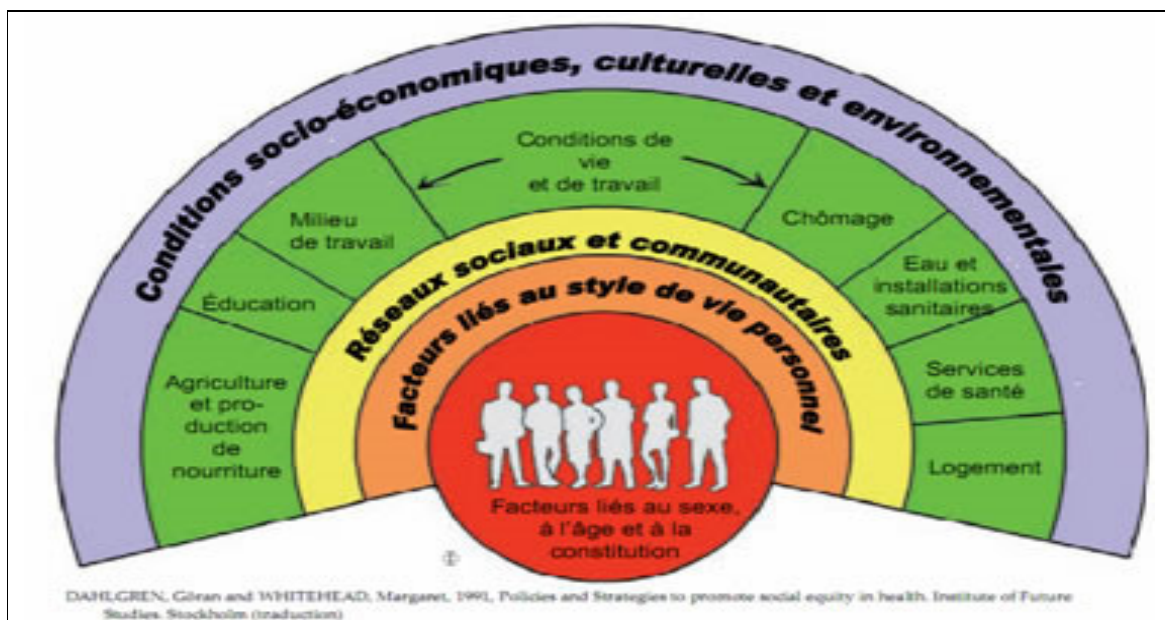 Conditions socio-économiques, culturelles et environnementales
Conditions de
vie
et de travail
Milieu
de travail
Chômage
Éducation
Eau et
installations
sanitaires
Agriculture
et pro-
duction
de
nourriture
Services
de santé
Logement
Réseaux sociaux et communautaires
Facteurs liés au style de vie personnel
Facteurs liés au sexe,
à l'âge et à la
constitution
DAHLGREN, Göran and WHITEHEAD, Margaret, 1991, Policies and Strategies to promote social equity in health. Institute of Future
Studies. Stockholm (traduction)